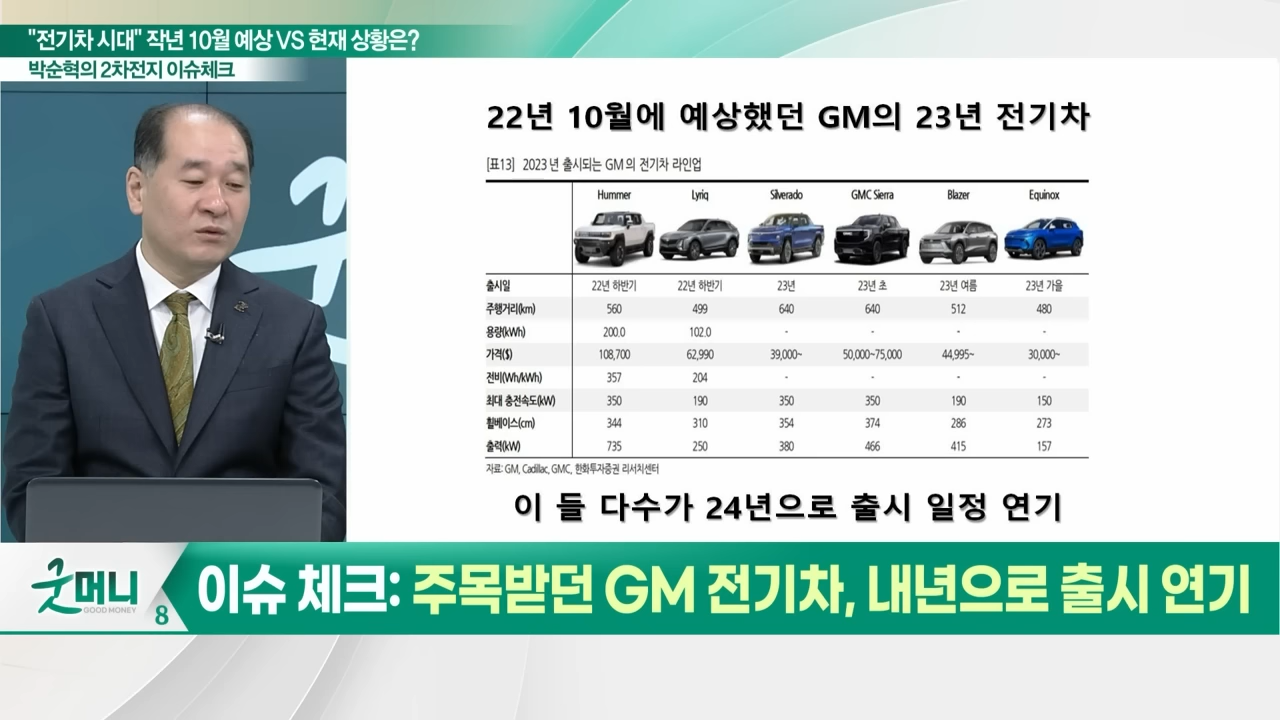 "전기차 시대" 작년 10월 예상 VS 현재 상황은?
박순혁의 2차전지 이슈체크
22년 10월에 예상했던 GM의 23년 전기차
[표13] 2023년 출시되는 GM의 전기차 라인업
Hummer Lyriq Silverado GMC Sierra Blazer Equinox
출시일 22년 하반기 22년 하반기 23년 23년 초 23년 여름 23년 가을
주행거리(km) 560 499 640 640 512 480
용량(kWh) 200.0 102.0 - - - -
가격($) 108,700 62,990 39,000~ 50,000~75,000 44,995~ 30,000~
전비(Wh/kWh) 357 204 - - - -
최대 충전속도(kW) 350 190 350 350 190 150
휠베이스(cm) 344 310 354 374 286 273
출력(kW) 735 250 380 466 415 157
자료: GM, Cadillac, GMC, 한화투자증권 리서치센터
이 들 다수가 24년으로 출시 일정 연기
굿머니
GOOD MONEY
8
이슈 체크: 주목받던 GM 전기차, 내년으로 출시 연기